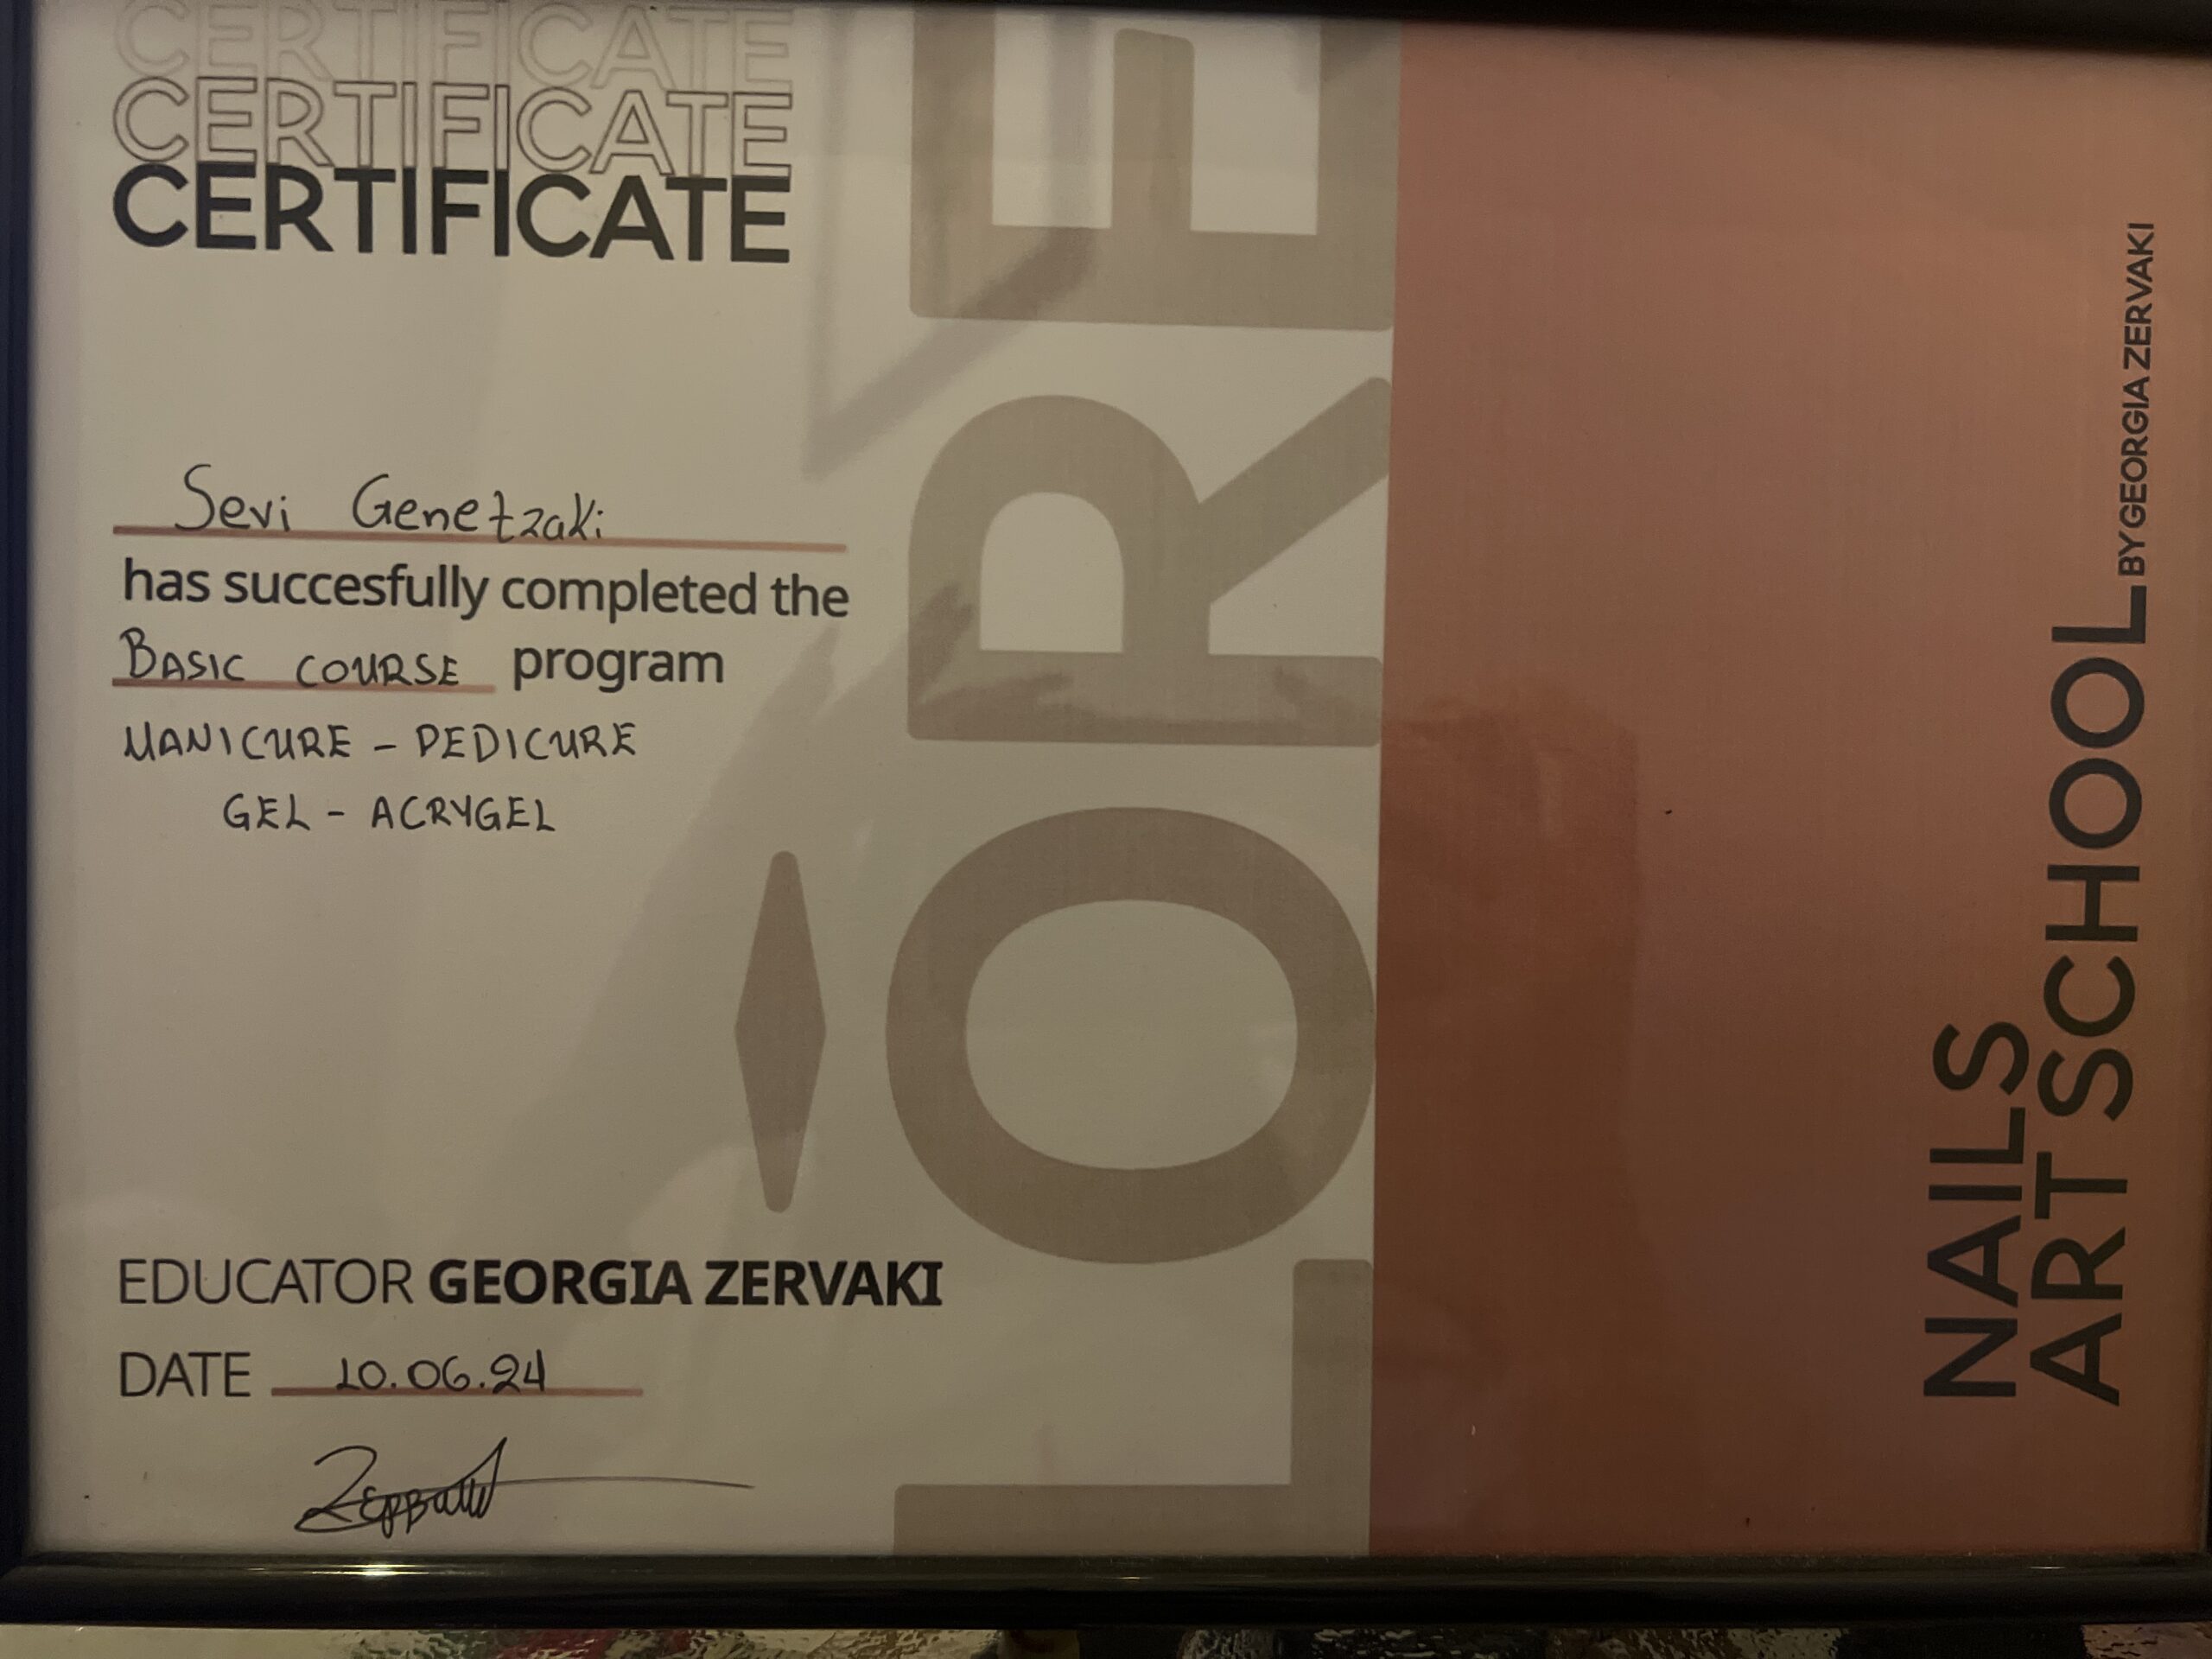 CERTIFICATE
CERTIFICATE
CERTIFICATE
Sevi Genetzaki
has succesfully completed the
BASIC COURSE program
MANICURE - PEDICURE
GEL - ACRYGEL
EDUCATOR GEORGIA ZERVAKI
DATE 10.06.24
LORE
NAILS
ART SCHOOL BY GEORGIA ZERVAKI